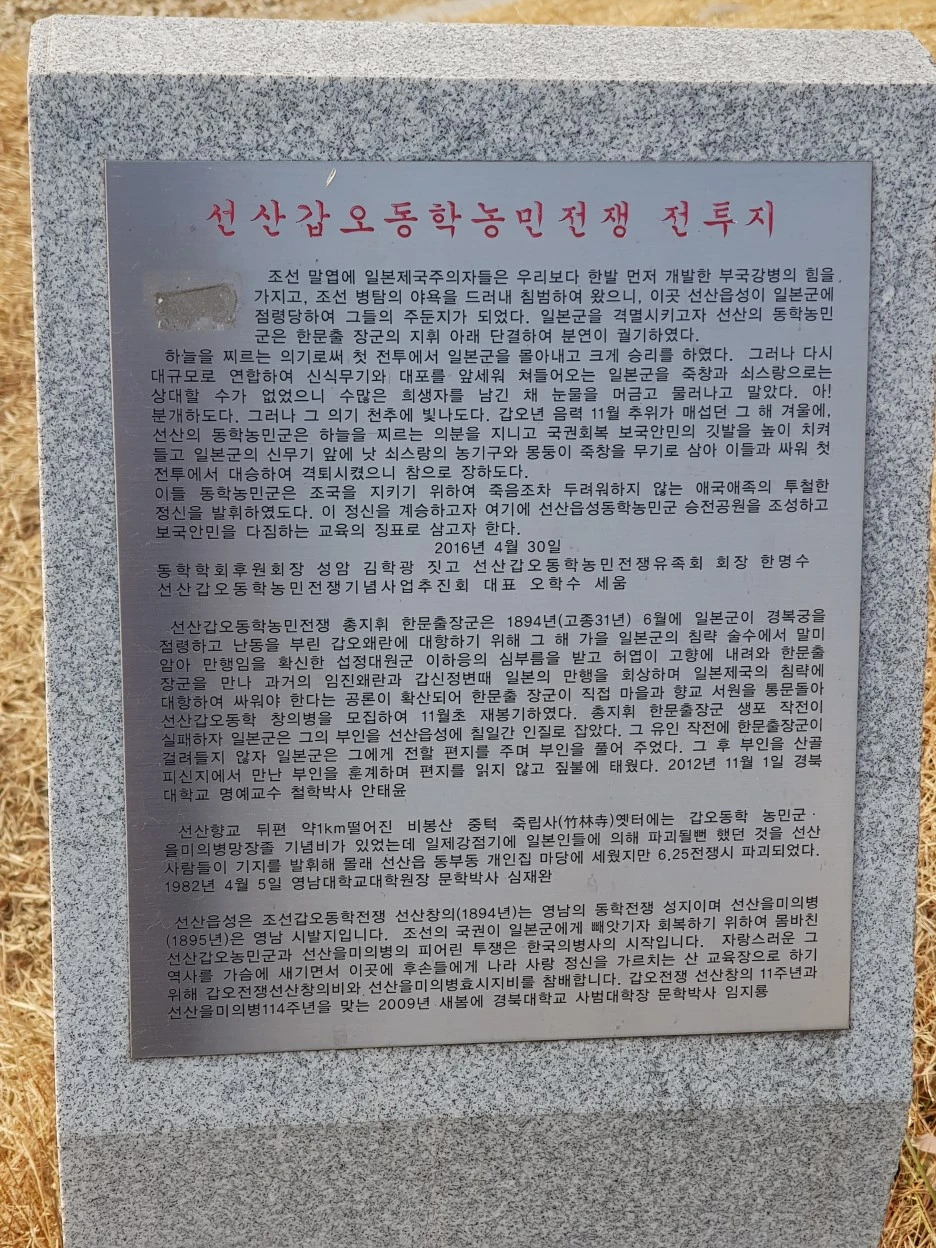 선산갑오동학농민전쟁 전투지
조선 말엽에 일본제국주의자들은 우리보다 한발 먼저 개발한 부국강병의 힘을
가지고, 조선 병탐의 야욕을 드러내 침범하여 왔으니, 이곳 선산읍성이 일본군에
점령당하여 그들의 주둔지가 되었다. 일본군을 격멸시키고자 선산의 동학농민
군은 한문출 장군의 지휘 아래 단결하여 분연이 궐기하였다.
하늘을 찌르는 의기로써 첫 전투에서 일본군을 몰아내고 크게 승리를 하였다. 그러나 다시
대규모로 연합하여 신식무기와 대포를 앞세워 쳐들어오는 일본군을 죽창과 쇠스랑으로는
상대할 수가 없었으니 수많은 희생자를 남긴 채 눈물을 머금고 물러나고 말았다. 아!
분개하도다. 그러나 그 의기 천추에 빛나도다. 갑오년 음력 11월 추위가 매섭던 그 해 겨울에,
선산의 동학농민군은 하늘을 찌르는 의분을 지니고 국권회복 보국안민의 깃발을 높이 치켜
들고 일본군의 신무기 앞에 낫 쇠스랑의 농기구와 몽둥이 죽창을 무기로 삼아 이들과 싸워 첫
전투에서 대승하여 격퇴시켰으니 참으로 장하도다.
이들 동학농민군은 조국을 지키기 위하여 죽음조차 두려워하지 않는 애국애족의 투철한
정신을 발휘하였도다. 이 정신을 계승하고자 여기에 선산읍성동학농민군 승전공원을 조성하고
보국안민을 다짐하는 교육의 징표로 삼고자 한다.
2016년 4월 30일
동학학회후원회장 성암 김학광 짓고 선산갑오동학농민전쟁유족회 회장 한명수
선산갑오동학농민전쟁기념사업추진회 대표 오학수 세움
선산갑오동학농민전쟁 총지휘 한문출장군은 1894년(고종31년) 6월에 일본군이 경복궁을
점령하고 난동을 부린 갑오왜란에 대항하기 위해 그 해 가을 일본군의 침략 술수에서 말미
암아 만행임을 확신한 섭정대원군 이하응의 심부름을 받고 허엽이 고향에 내려와 한문출
장군을 만나 과거의 임진왜란과 갑신정변때 일본의 만행을 회상하며 일본제국의 침략에
대항하여 싸워야 한다는 공론이 확산되어 한문출 장군이 직접 마을과 향교 서원을 통문돌아
선산갑오동학 창의병을 모집하여 11월초 재봉기하였다. 총지휘 한문출장군 생포 작전이
실패하자 일본군은 그의 부인을 선산읍성에 칠일간 인질로 잡았다. 그 유인 작전에 한문출장군이
걸려들지 않자 일본군은 그에게 전할 편지를 주며 부인을 풀어 주었다. 그 후 부인을 산골
피신지에서 만난 부인을 훈계하며 편지를 읽지 않고 짚불에 태웠다. 2012년 11월 1일 경북
대학교 명예교수 철학박사 안태윤
선산향교 뒤편 약1km떨어진 비봉산 중턱 죽림사(竹林寺)옛터에는 갑오동학 농민군·
을미의병망장졸 기념비가 있었는데 일제강점기에 일본인들에 의해 파괴될뻔 했던 것을 선산
사람들이 기지를 발휘해 몰래 선산읍 동부동 개인집 마당에 세웠지만 6.25전쟁시 파괴되었다.
1982년 4월 5일 영남대학교대학원장 문학박사 심재완
선산읍성은 조선갑오동학전쟁 선산창의(1894년)는 영남의 동학전쟁 성지이며 선산을미의병
(1895년)은 영남 시발지입니다. 조선의 국권이 일본군에게 빼앗기자 회복하기 위하여 몸바친
선산갑오농민군과 선산을미의병의 피어린 투쟁은 한국의병사의 시작입니다. 자랑스러운 그
역사를 가슴에 새기면서 이곳에 후손들에게 나라 사랑 정신을 가르치는 산 교육장으로 하기
위해 갑오전쟁선산창의비와 선산을미의병효시지비를 참배합니다. 갑오전쟁선산창의 11주년과
선산을미의병114주년을 맞는 2009년 새봄에 경북대학교 사범대학장 문학박사 임지룡